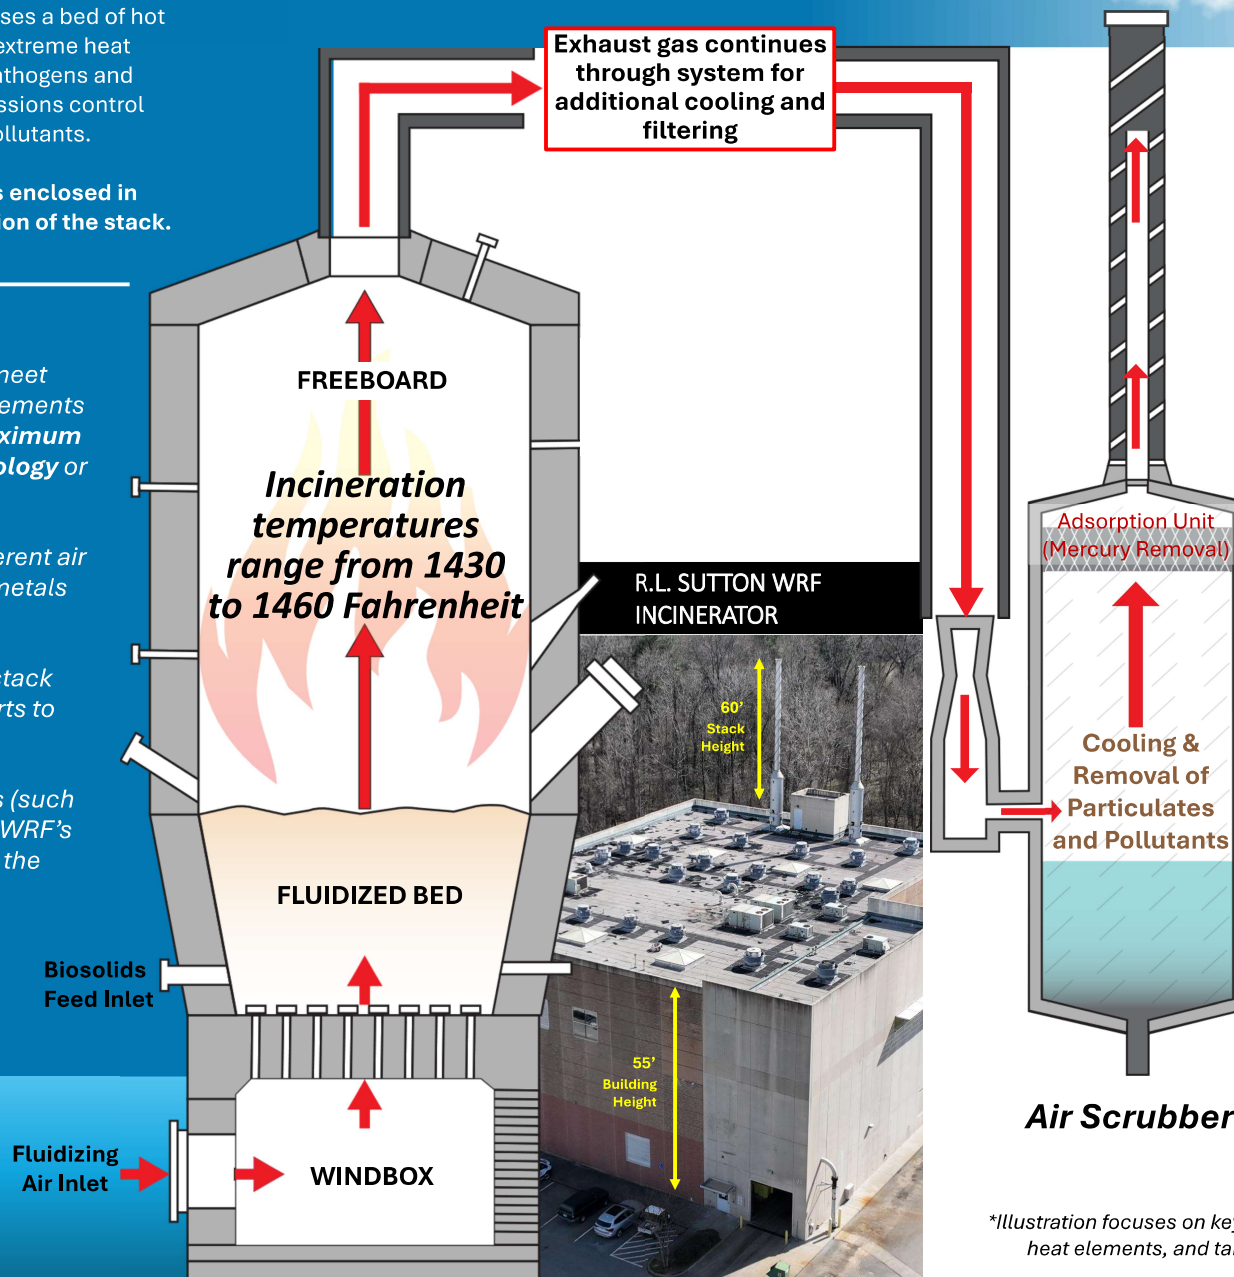 ses a bed of hot
extreme heat
athogens and
ssions control
ollutants.
s enclosed in
ion of the stack.
neet
ements
ximum
ology or
erent air
metals
stack
rts to
s (such
WRF's
the
Exhaust gas continues
through system for
additional cooling and
filtering
FREEBOARD
Incineration
temperatures
range from 1430
to 1460 Fahrenheit
FLUIDIZED BED
Biosolids
Feed Inlet
Fluidizing
Air Inlet
WINDBOX
R.L. SUTTON WRF
INCINERATOR
60'
Stack
Height
55'
Building
Height
Adsorption Unit
(Mercury Removal)
Cooling &
Removal of
Particulates
and Pollutants
Air Scrubber
*Illustration focuses on key
heat elements, and ta